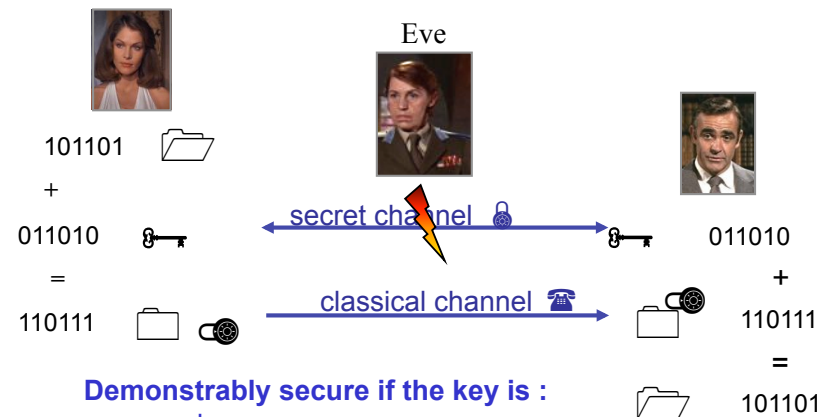 Eve
101101
+
011010
=
110111
secret channel
classical channel
011010
+
110111
=
101101
Demonstrably secure if the key is :